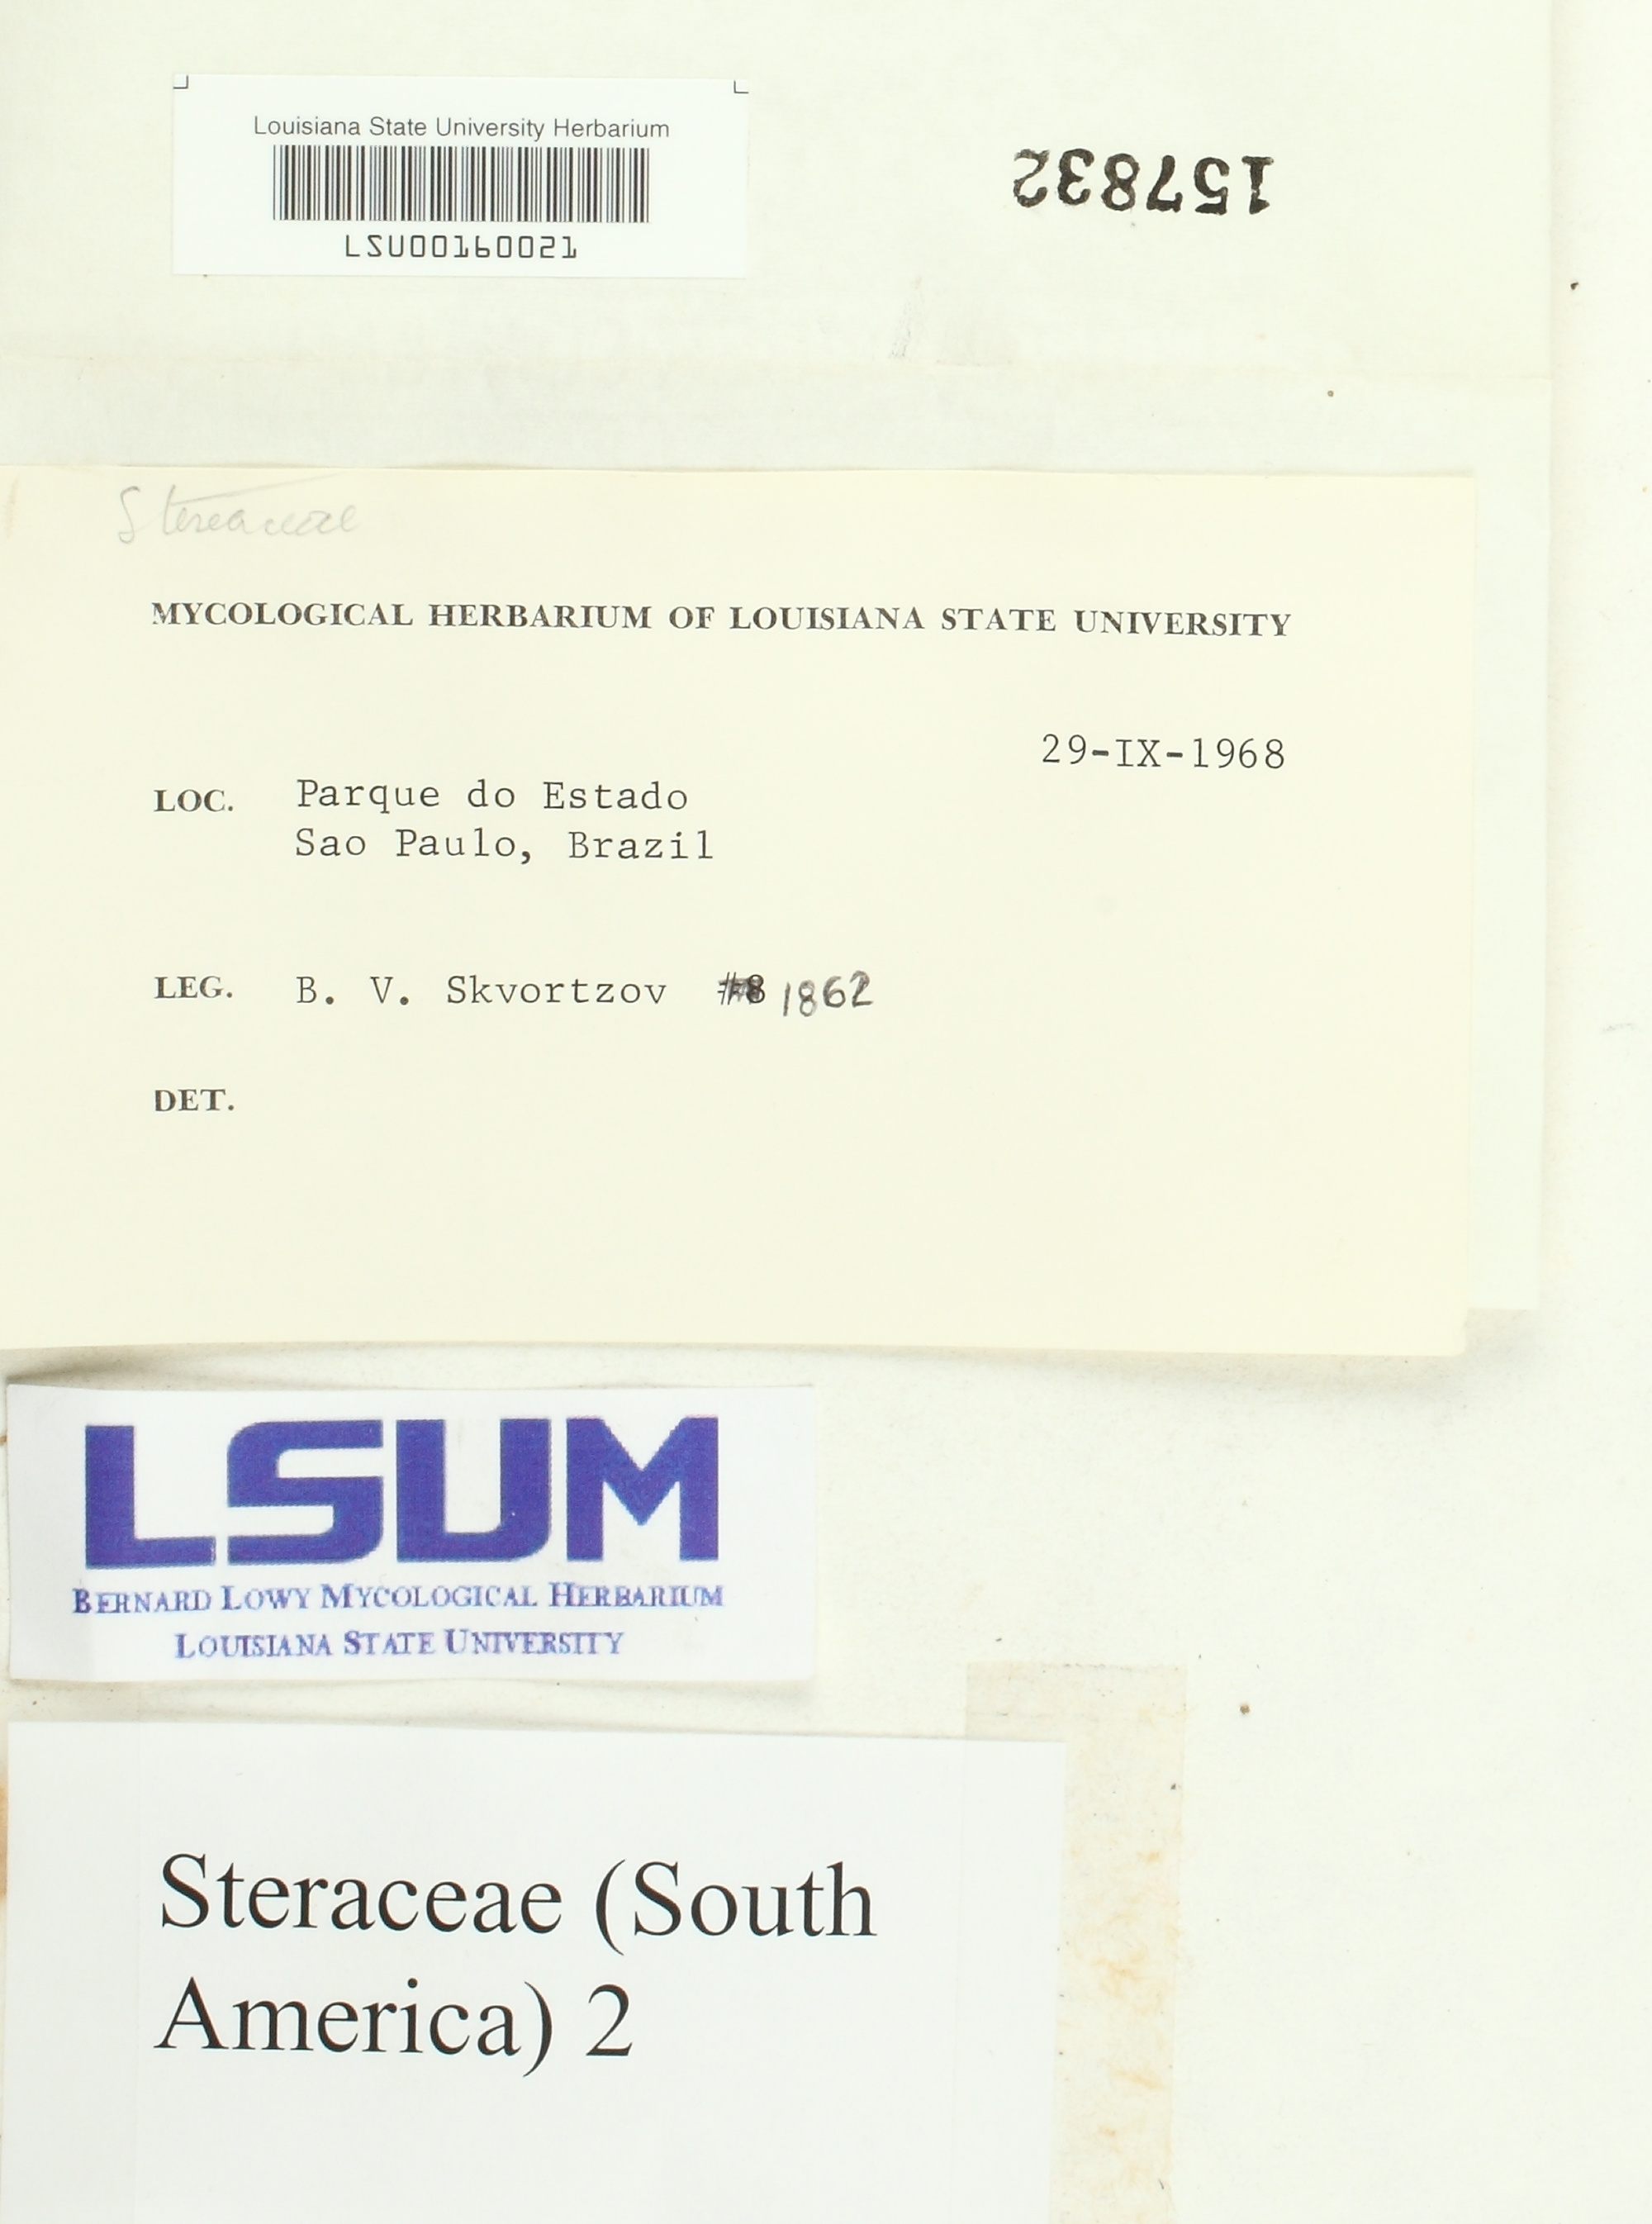 Louisiana State University Herbarium
LSU00160021
157832
Stereaceae
MYCOLOGICAL HERBARIUM OF LOUISIANA STATE UNIVERSITY
29-IX-1968
LOC. Parque do Estado
Sao Paulo, Brazil
LEG. B. V. Skvortzov #8 1862
DET.
LSUM
BERNARD LOWY MYCOLOGICAL HERBARIUM
LOUISIANA STATE UNIVERSITY
Steraceae (South
America) 2